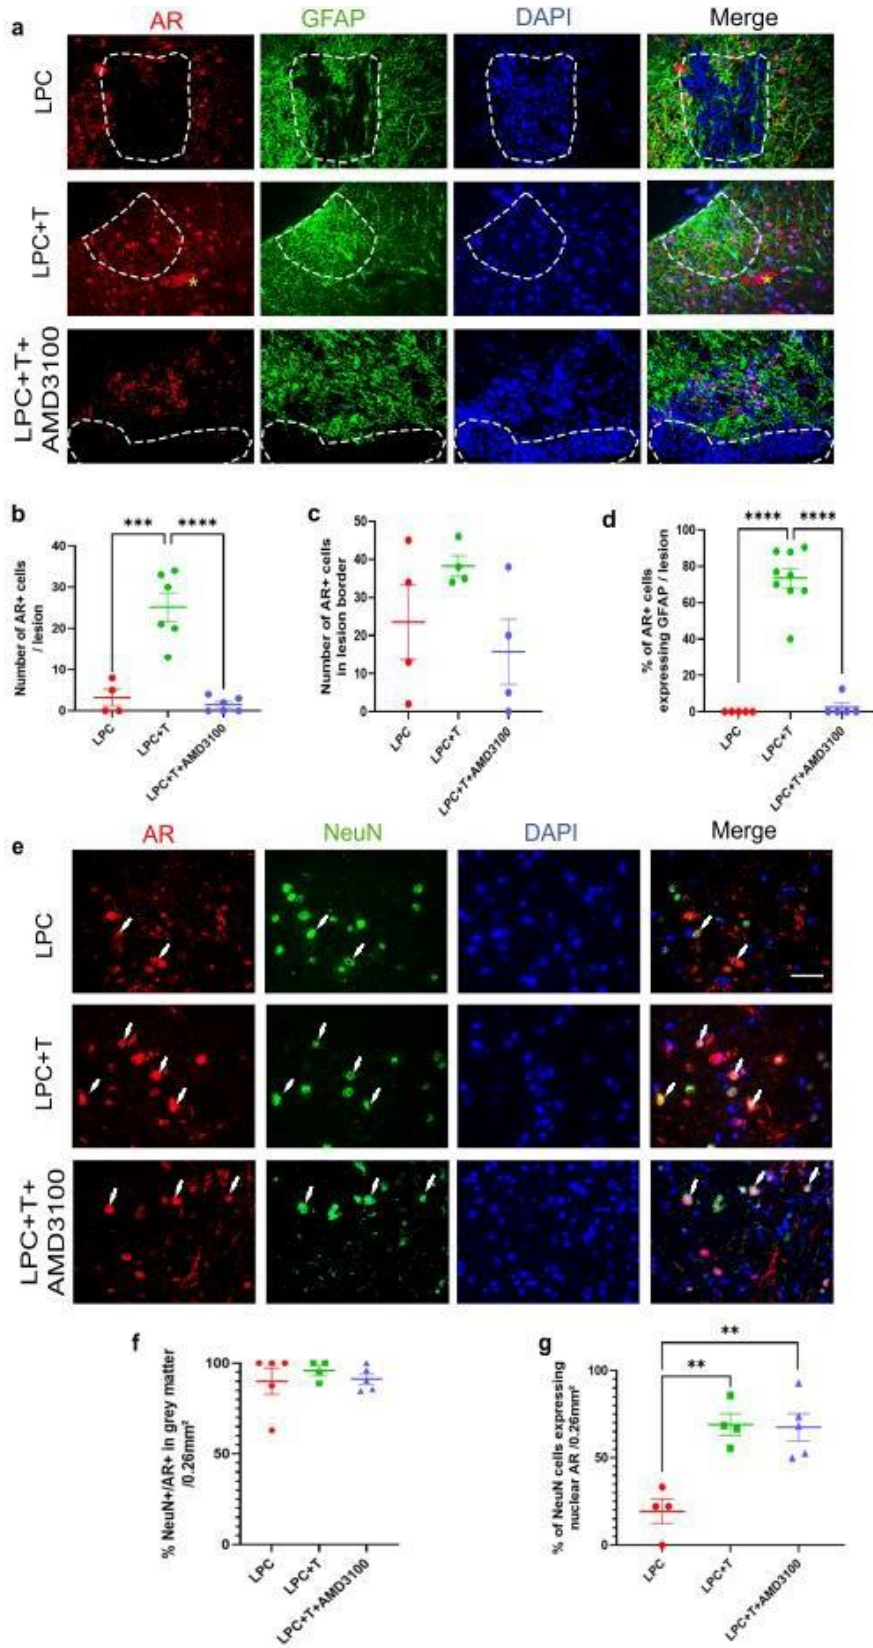 a
AR GFAP DAPI Merge
LPC
LPC+T
*
*
LPC+T+
AMD3100
b
*** ****
Number of AR+ cells
/ lesion
40
30
20
10
0
LPC
LPC+T
LPC+T+AMD3100
c
Number of AR+ cells
in lesion border
50
40
30
20
10
0
LPC
LPC+T
LPC+T+AMD3100
d
**** ****
% of AR+ cells
expressing GFAP / lesion
100
80
60
40
20
0
LPC
LPC+T
LPC+T+AMD3100
e
AR NeuN DAPI Merge
LPC
LPC+T
LPC+T+
AMD3100
f
% NeuN+/AR+ in grey matter
/0.26mm²
100
50
0
LPC
LPC+T
LPC+T+AMD3100
g
**
**
% of NeuN cells expressing
nuclear AR /0.26mm²
100
50
0
LPC
LPC+T
LPC+T+AMD3100